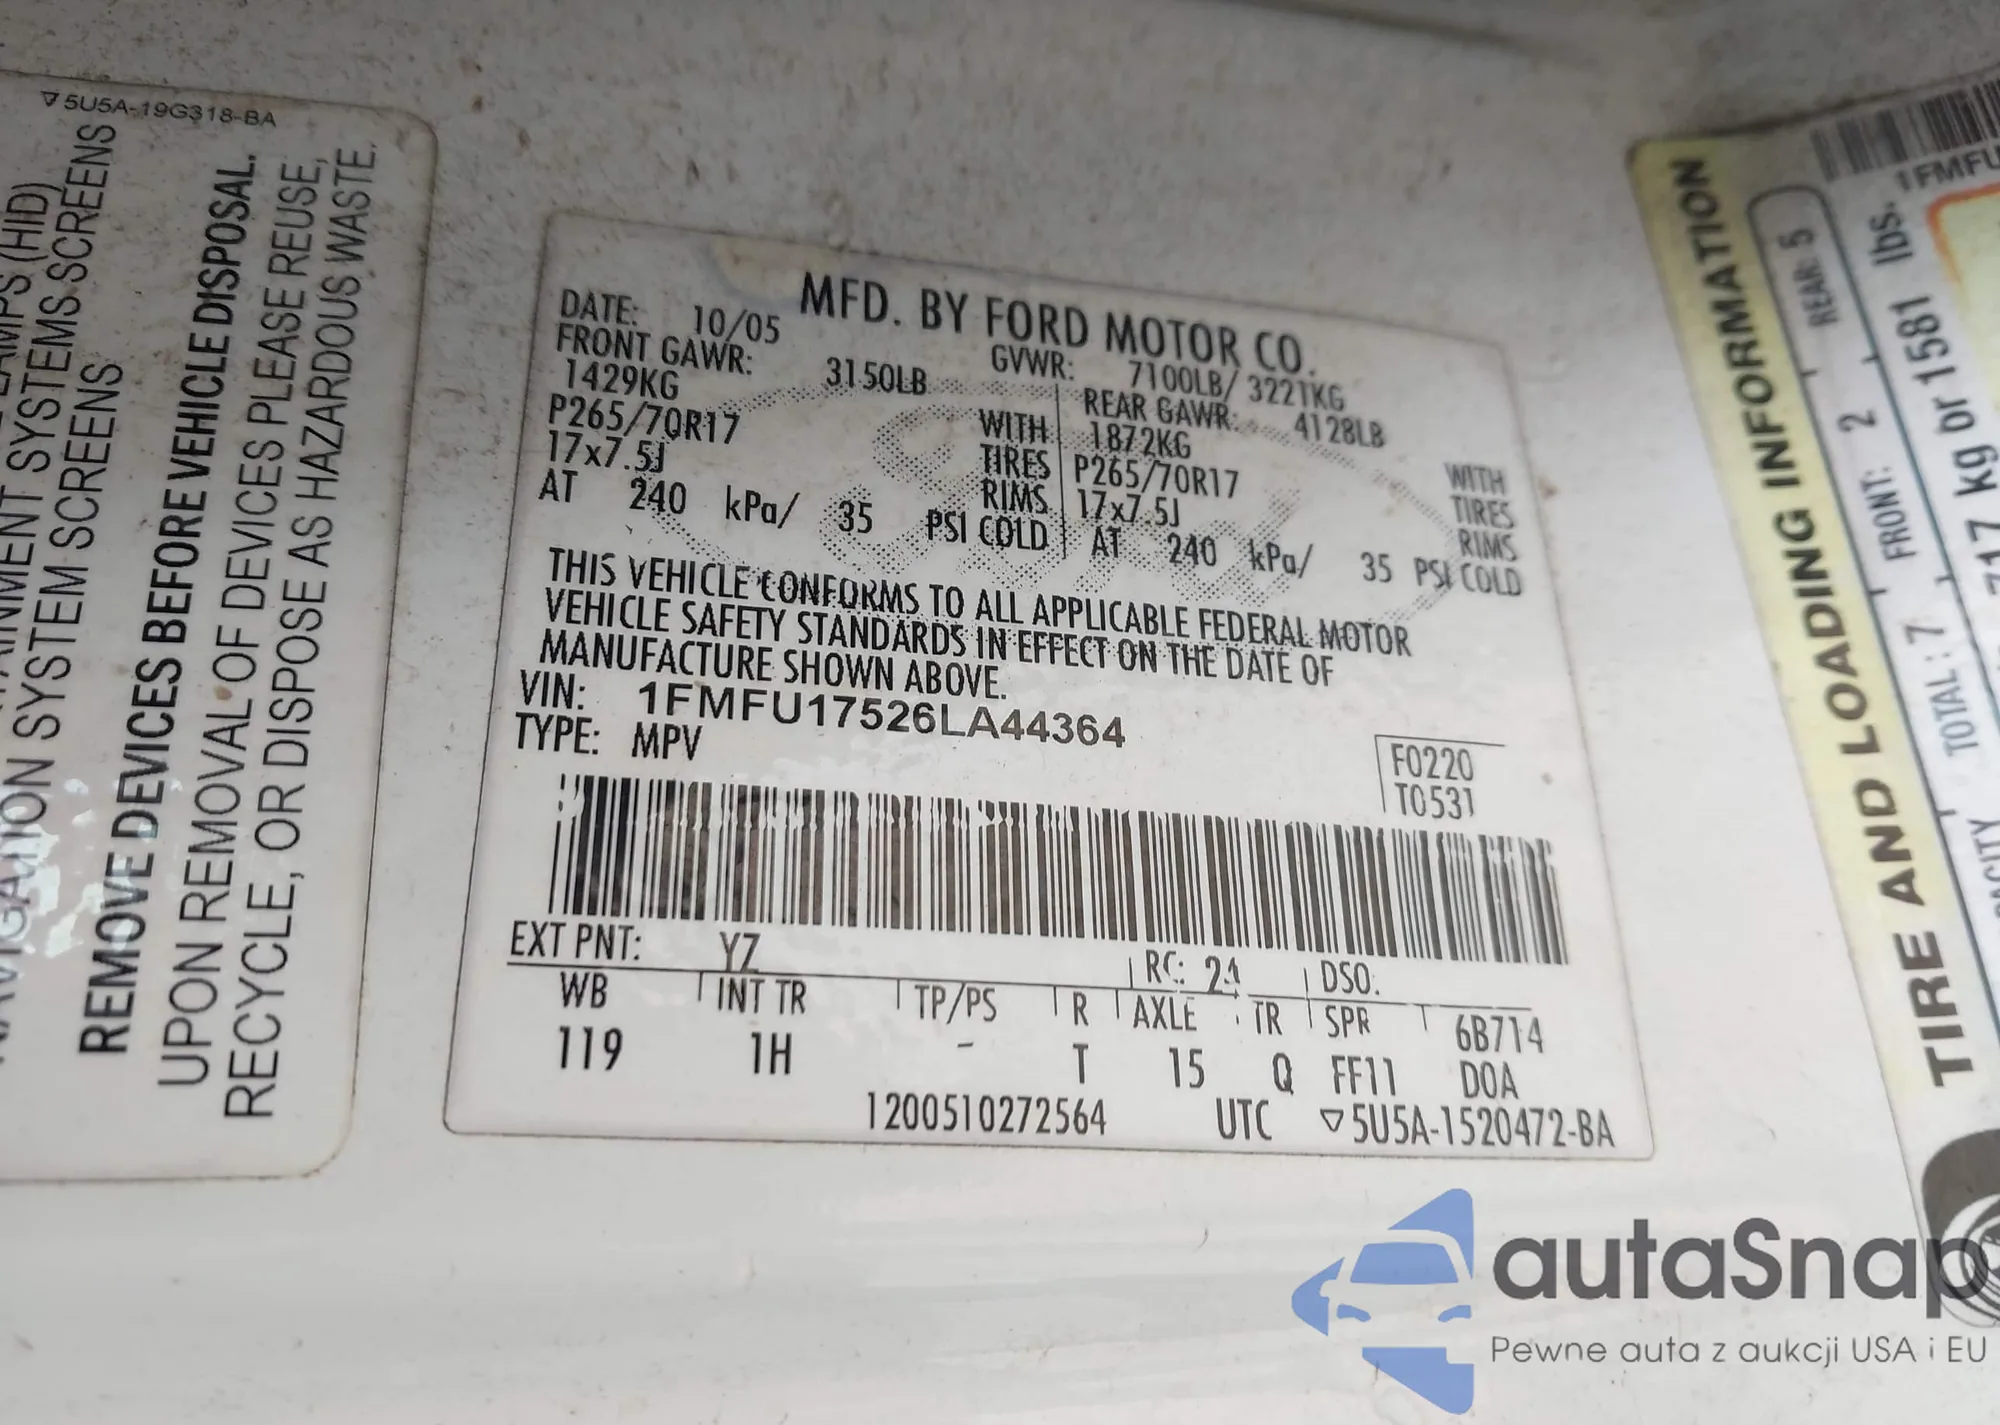 5U5A-19G318-BA
(HID)
SYSTEMS SCREENS
SYSTEM SCREENS
REMOVE DEVICES BEFORE VEHICLE DISPOSAL.
UPON REMOVAL OF DEVICES PLEASE REUSE,
RECYCLE, OR DISPOSE AS HAZARDOUS WASTE.
MFD. BY FORD MOTOR CO.
DATE: 10/05 GVWR: 7100LB/ 3221KG
FRONT GAWR: 3150LB REAR GAWR: 4128LB
1429KG WITH 1872KG WITH
P265/70R17 TIRES P265/70R17 TIRES
17x7.5J RIMS 17x7.5J RIMS
AT 240 kPa/ 35 PSI COLD AT 240 kPa/ 35 PSI COLD
THIS VEHICLE CONFORMS TO ALL APPLICABLE FEDERAL MOTOR
VEHICLE SAFETY STANDARDS IN EFFECT ON THE DATE OF
MANUFACTURE SHOWN ABOVE.
VIN: 1FMFU17526LA44364
TYPE: MPV
F0220
T0531
EXT PNT: YZ RC: 24 DSO:
WB INT TR TP/PS R AXLE TR SPR 6B714
119 1H - T 15 Q FF11 DOA
1200510272564 UTC 5U5A-1520472-BA
TIRE AND LOADING INFORMATION
TOTAL: 7 FRONT: 2 REAR: 5
717 kg or 1581 lbs.
1FMFU
autaSnap
Pewne auta z aukcji USA i EU